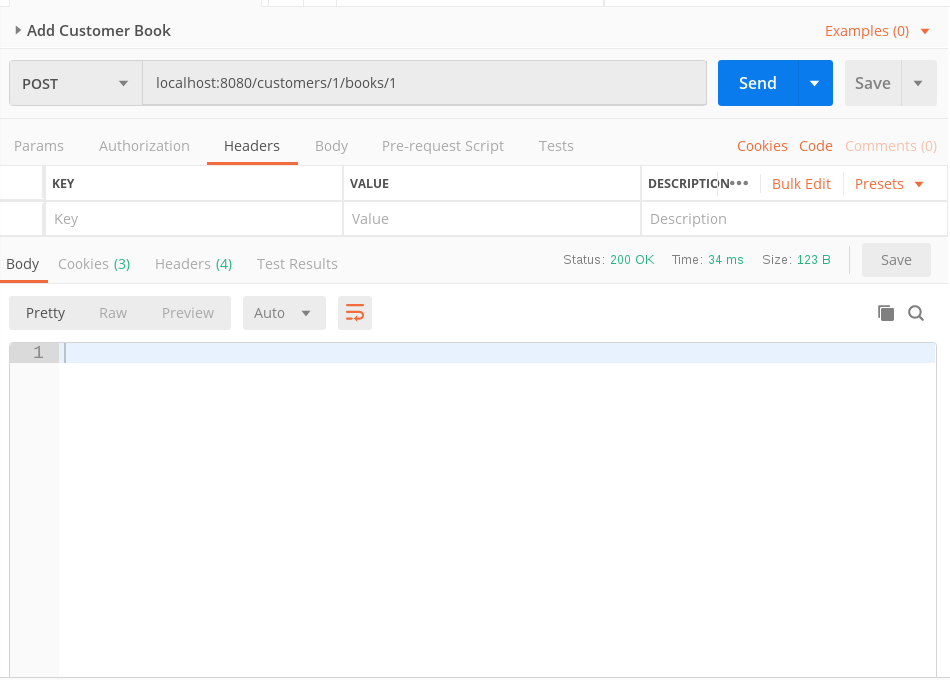 Add Customer Book Examples (0)
POST localhost:8080/customers/1/books/1 Send Save
Params Authorization Headers Body Pre-request Script Tests Cookies Code Comments (0)
KEY VALUE DESCRIPTION ••• Bulk Edit Presets
Key Value Description
Body Cookies (3) Headers (4) Test Results Status: 200 OK Time: 34 ms Size: 123 B Save
Pretty Raw Preview Auto
1